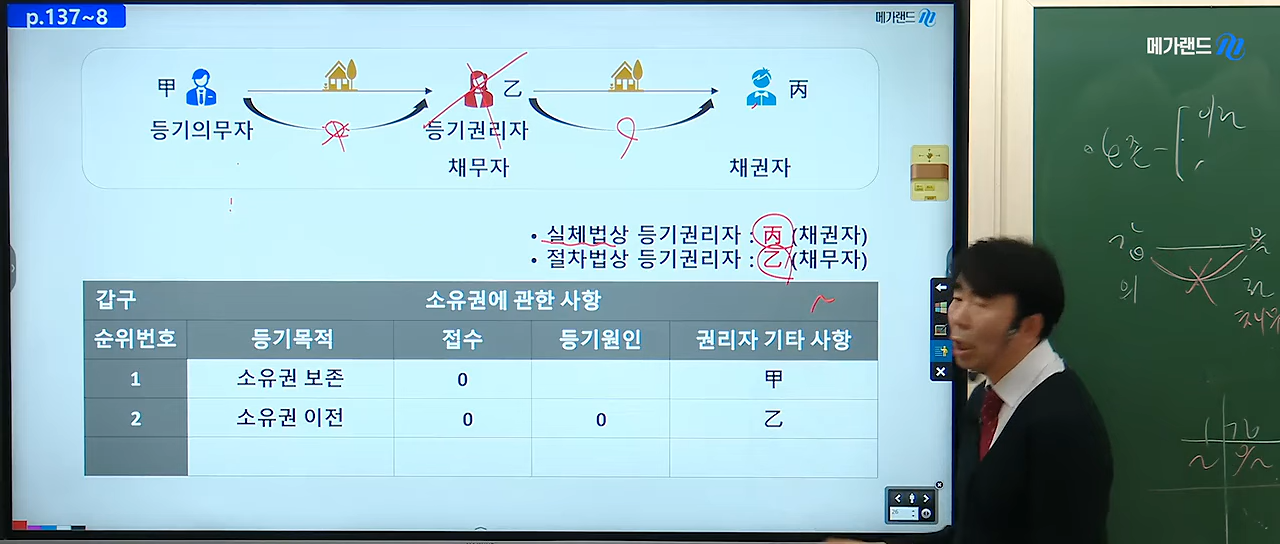 p.137~8
메가랜드
메가랜드
甲
乙
丙
등기의무자
등기권리자
채무자
채권자
• 실체법상 등기권리자 : 丙 (채권자)
• 절차법상 등기권리자 : 乙 (채무자)
갑구 소유권에 관한 사항
순위번호 등기목적 접수 등기원인 권리자 기타 사항
1 소유권 보존 0 甲
2 소유권 이전 0 0 乙
26